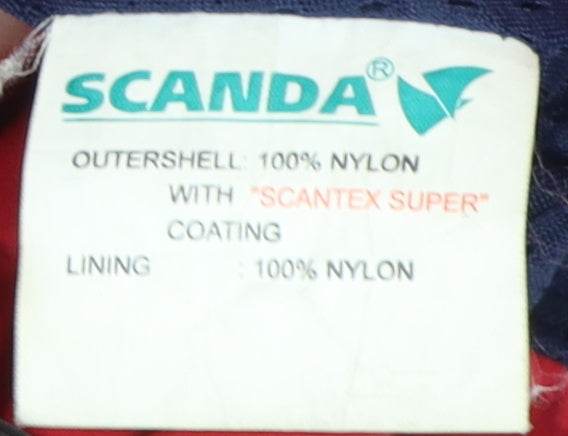 SCANDA®
OUTERSHELL: 100% NYLON
WITH "SCANTEX SUPER"
COATING
LINING : 100% NYLON